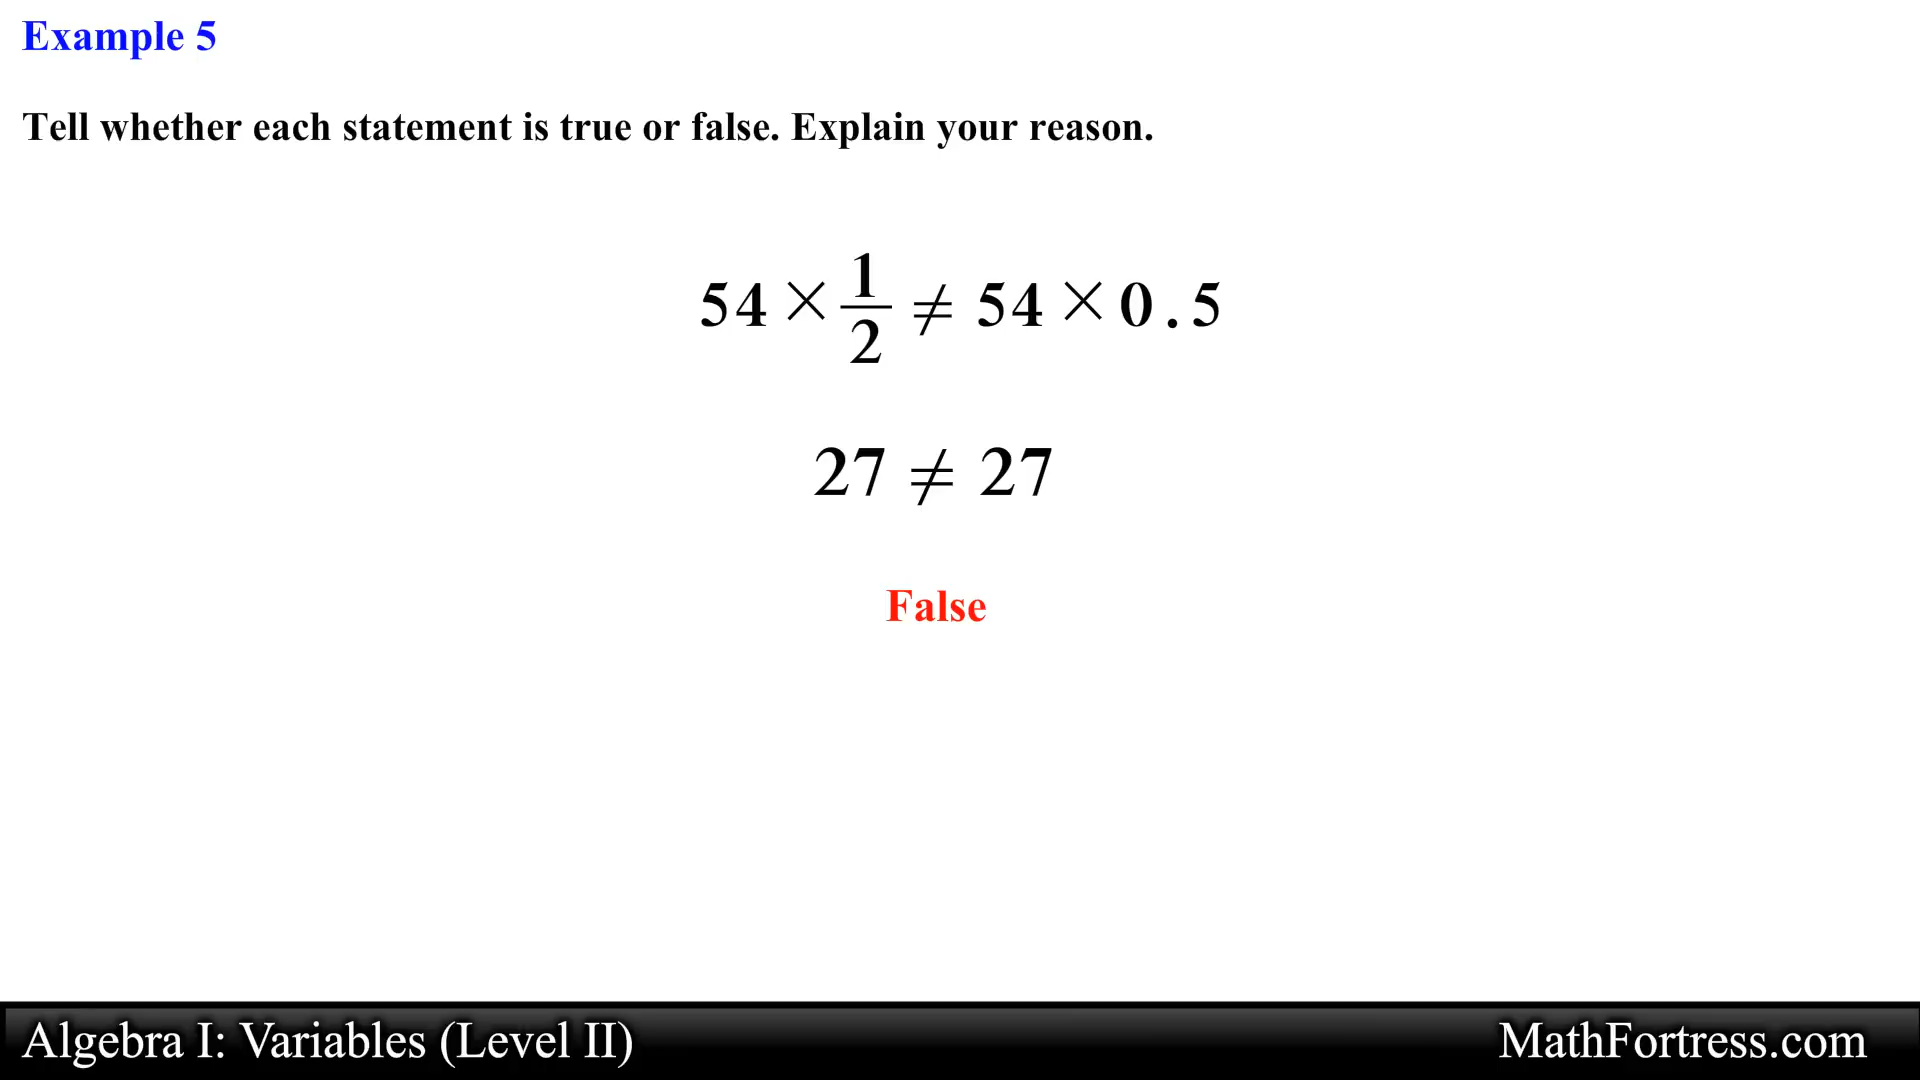 Example 5
Tell whether each statement is true or false. Explain your reason.
54 × 1/2 ≠ 54 × 0.5
27 ≠ 27
False
Algebra I: Variables (Level II)
MathFortress.com